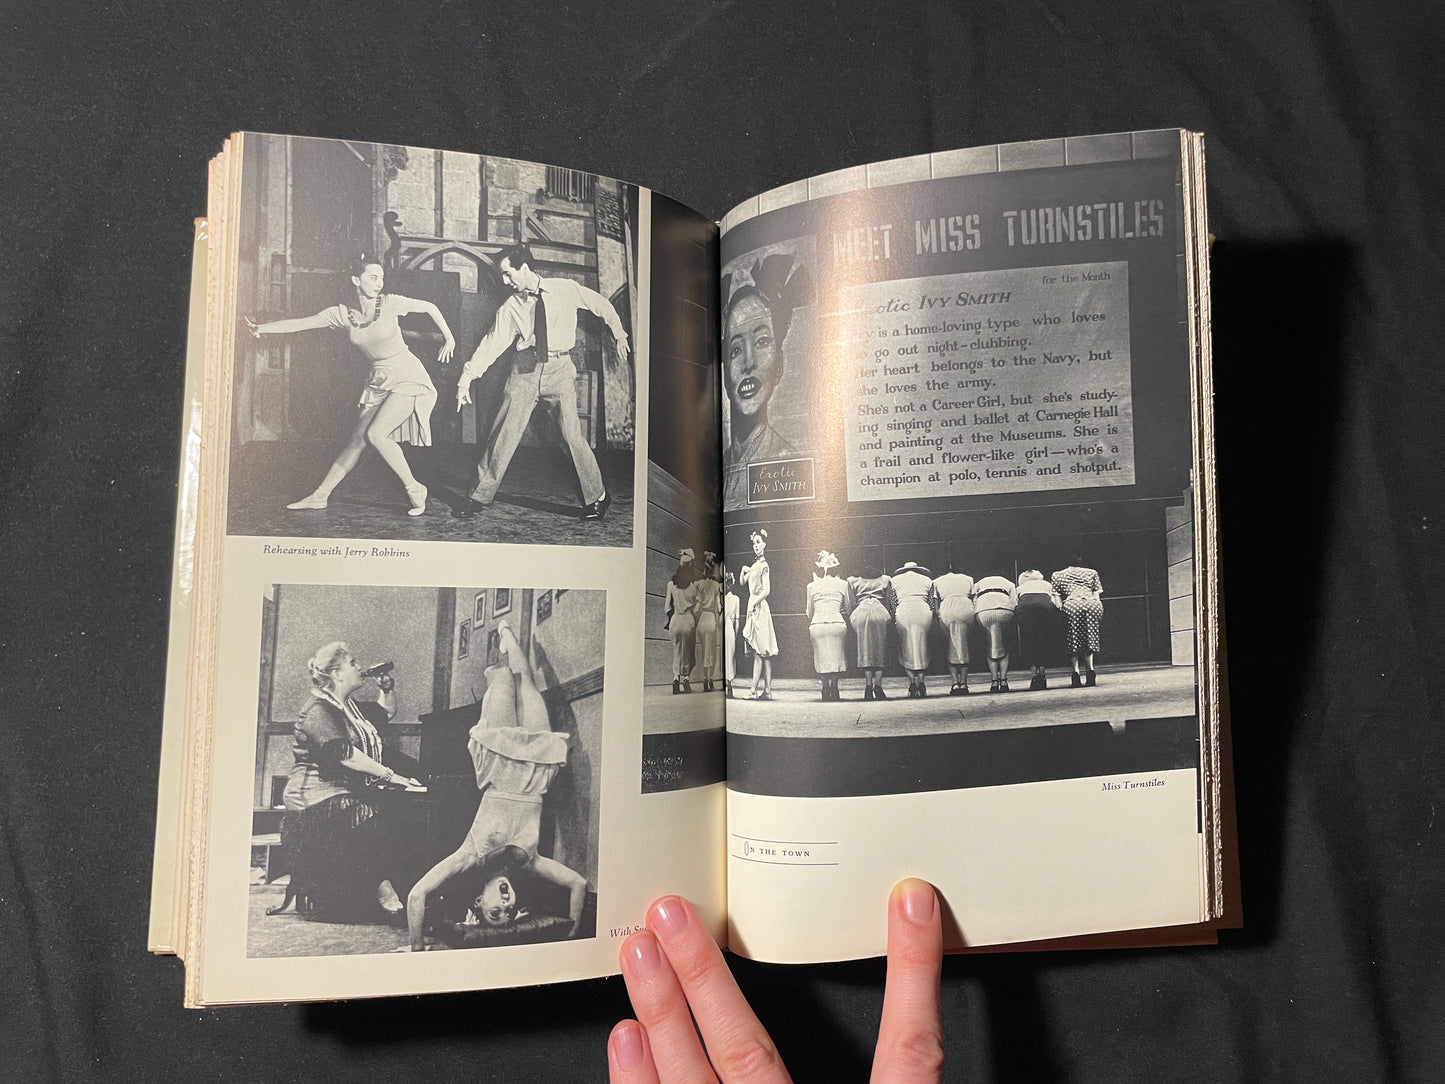 Rehearsing with Jerry Robbins
With
MEET MISS TURNSTILES
for the Month
Exotic IVY SMITH
Ivy is a home-loving type who loves
to go out night-clubbing.
Her heart belongs to the Navy, but
she loves the army.
She's not a Career Girl, but she's study-
ing singing and ballet at Carnegie Hall
and painting at the Museums. She is
a frail and flower-like girl—who's a
champion at polo, tennis and shotput.
Exotic
IVY SMITH
Miss Turnstiles
ON THE TOWN